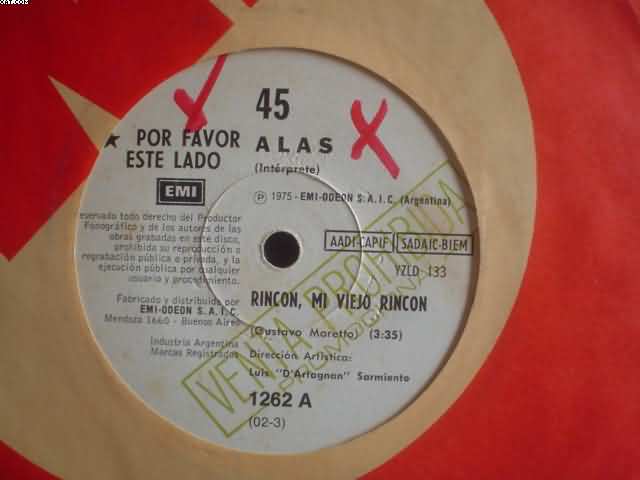 XAT.COM
45
★ POR FAVOR
ESTE LADO
ALAS
(Intérprete)
EMI
Ⓟ 1975 - EMI-ODEON S.A.I.C. (Argentina)
eservado todo derecho del Productor
Fonográfico y de los autores de las
obras grabadas en este disco,
prohibida su reproducción o
regrabación pública o privada, y la
ejecución pública por cualquier
usuario y procedimiento.
AADI-CAPIF
SADAIC-BIEM
YZLD 133
Fabricado y distribuido por
EMI-ODEON S.A.I.C.
Mendoza 1660 - Buenos Aires
Industria Argentina
Marcas Registradas
RINCON, MI VIEJO RINCON
(Gustavo Moretto) (3:35)
Dirección Artística:
Luis "D'Artagnan" Sarmiento
1262 A
(02-3)
VENTA PROHIBIDA